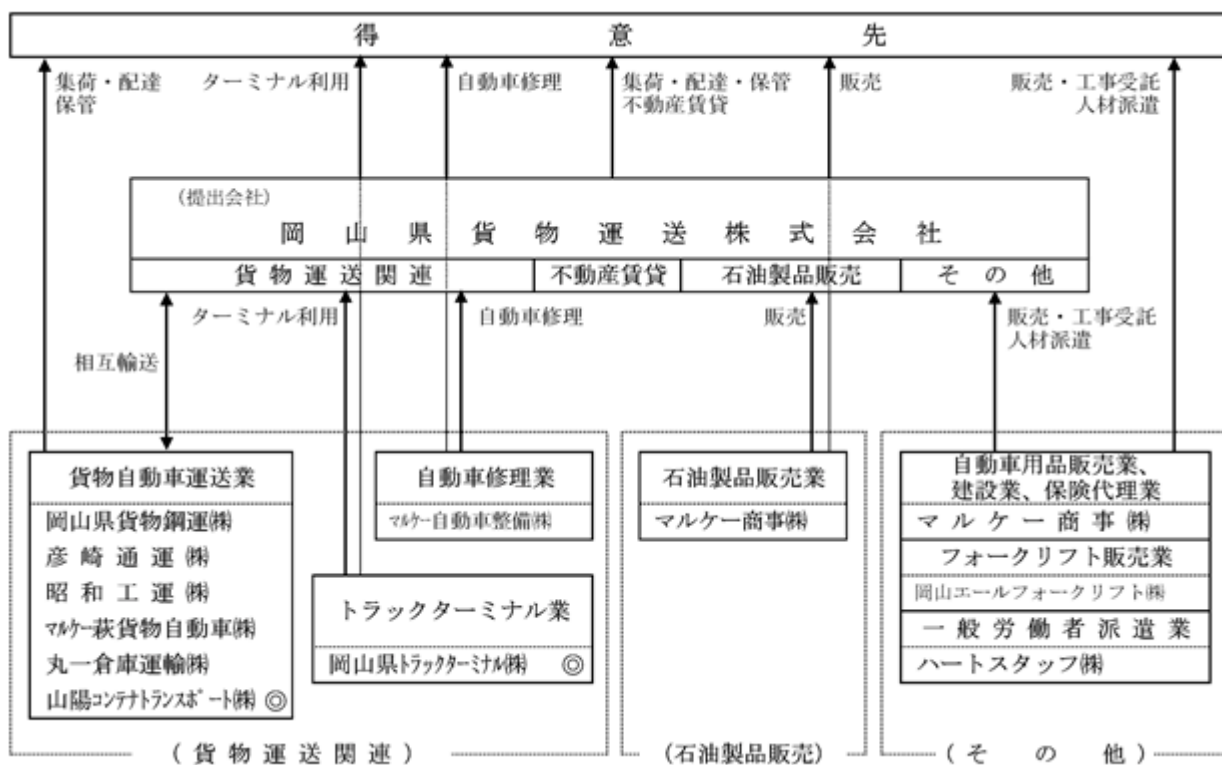 得意先
集荷・配達
保管
ターミナル利用
自動車修理
集荷・配達・保管
不動産賃貸
販売
販売・工事受託
人材派遣
(提出会社)
岡山県貨物運送株式会社
貨物運送関連
不動産賃貸
石油製品販売
その他
相互輸送
ターミナル利用
自動車修理
販売
販売・工事受託
人材派遣
貨物自動車運送業
岡山県貨物鋼運㈱
彦崎通運㈱
昭和工運㈱
マルケー萩貨物自動車㈱
丸一倉庫運輸㈱
山陽コンテナトランスポート㈱ ◎
自動車修理業
マルケー自動車整備㈱
トラックターミナル業
岡山県トラックターミナル㈱ ◎
(貨物運送関連)
石油製品販売業
マルケー商事㈱
(石油製品販売)
自動車用品販売業、
建設業、保険代理業
マルケー商事㈱
フォークリフト販売業
岡山エールフォークリフト㈱
一般労働者派遣業
ハートスタッフ㈱
(その他)